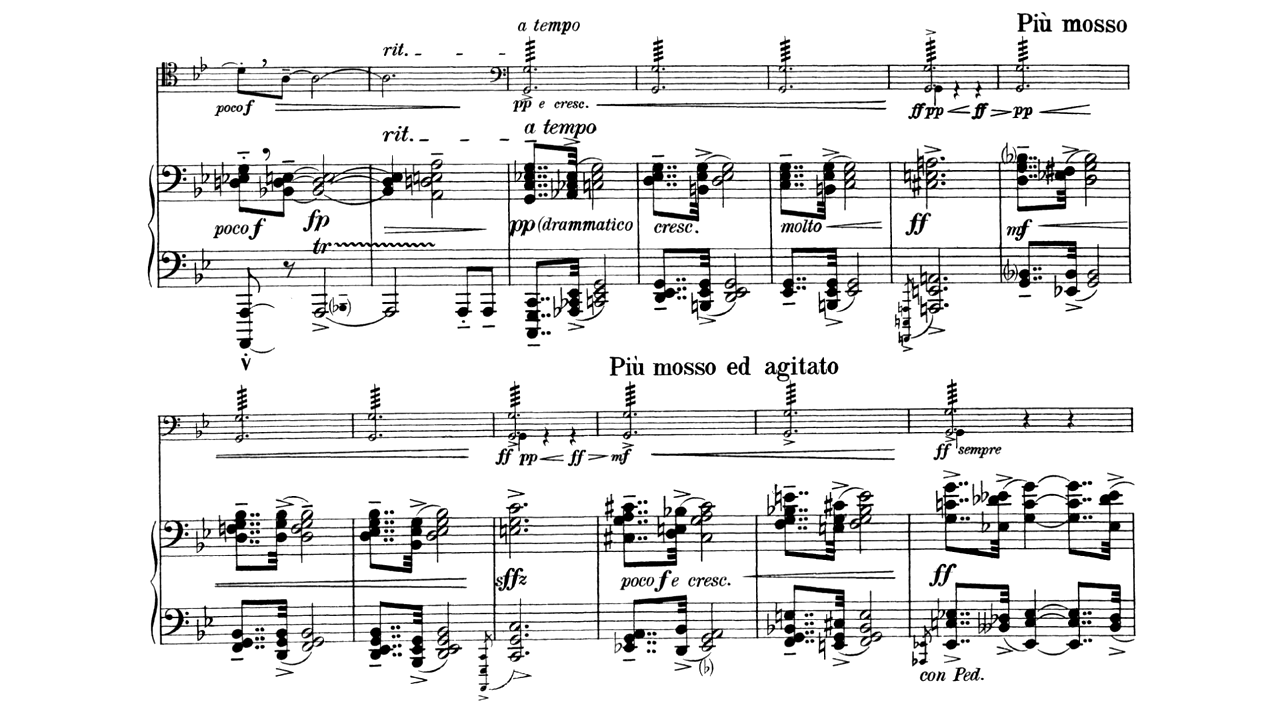 Più mosso
a tempo
rit.
poco f
pp e cresc.
ff pp ff pp
rit.
a tempo
poco f
fp
pp (drammatico
cresc.
molto
ff
mf
tr
Più mosso ed agitato
ff pp ff mf
ff sempre
sffz
poco f e cresc.
ff
con Ped.